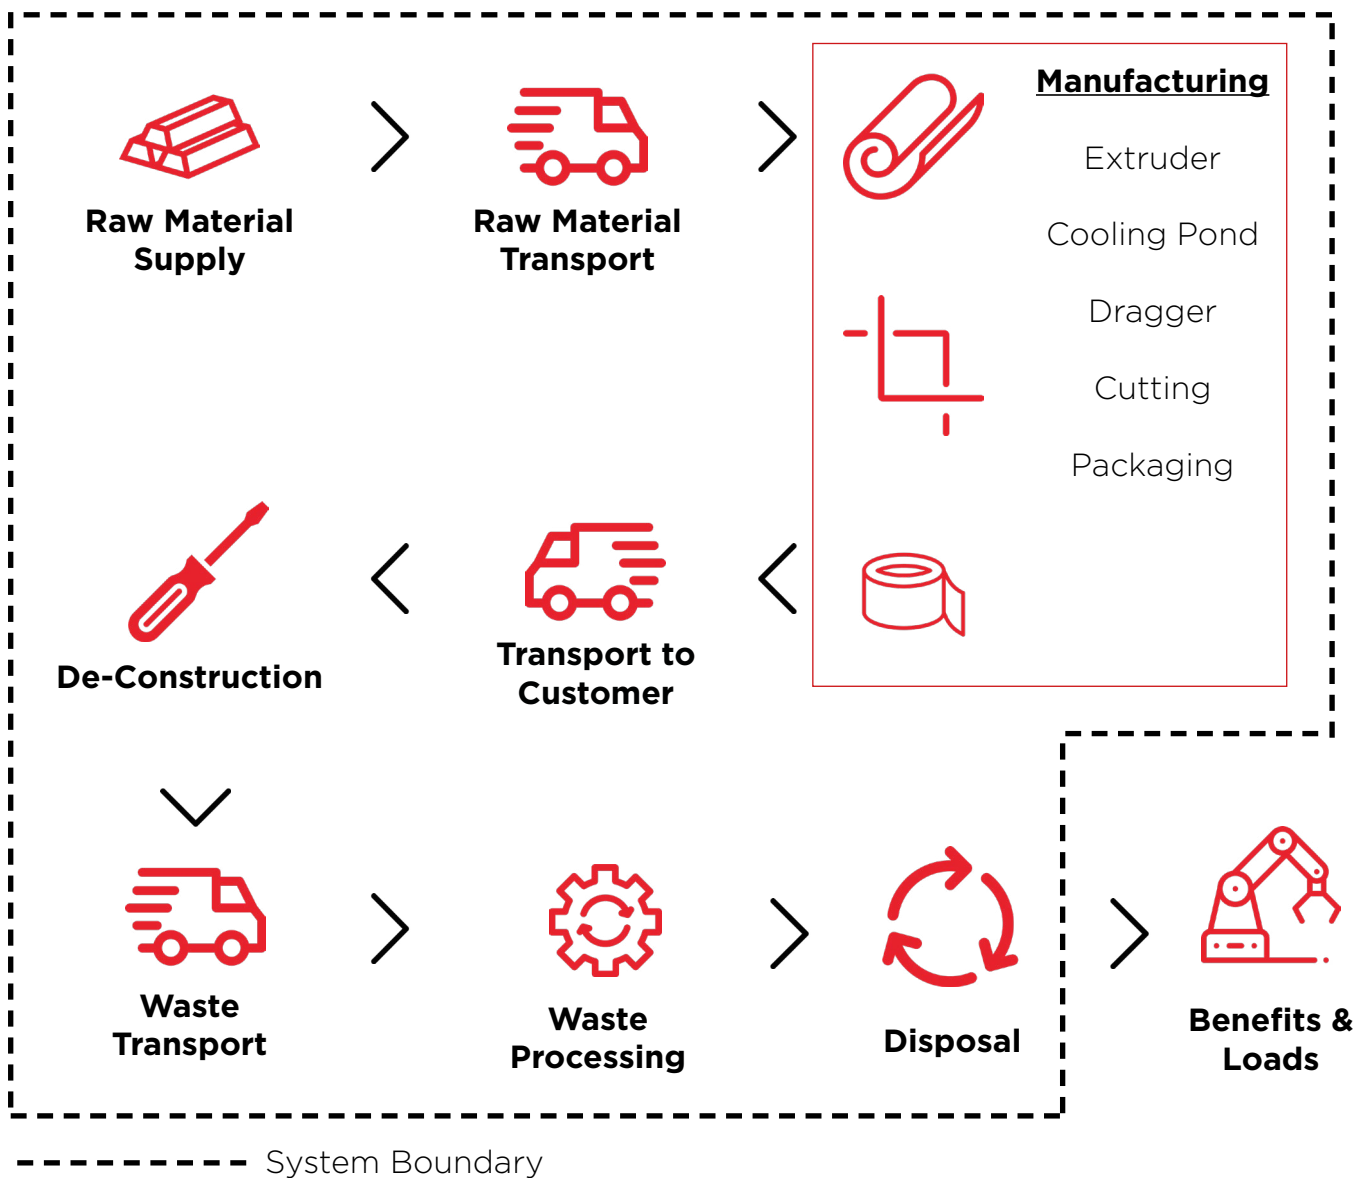 Raw Material
Supply
Raw Material
Transport
Manufacturing
Extruder
Cooling Pond
Dragger
Cutting
Packaging
De-Construction
Transport to
Customer
Waste
Transport
Waste
Processing
Disposal
Benefits &
Loads
System Boundary